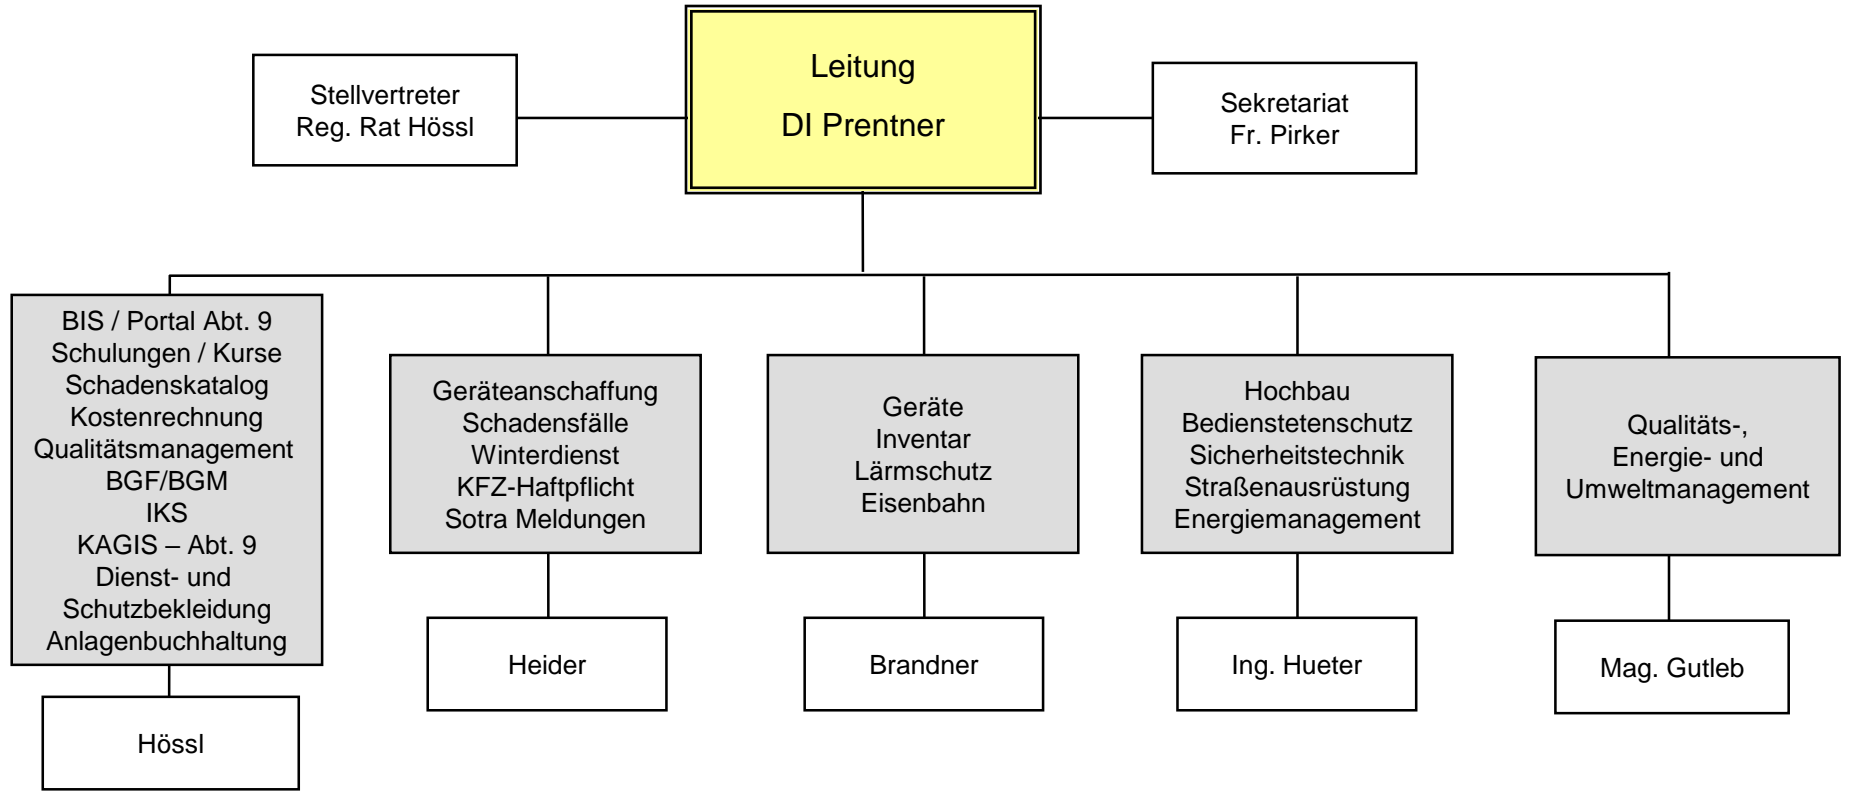 Leitung
DI Prentner
Stellvertreter
Reg. Rat Hössl
Sekretariat
Fr. Pirker
BIS / Portal Abt. 9
Schulungen / Kurse
Schadenskatalog
Kostenrechnung
Qualitätsmanagement
BGF/BGM
IKS
KAGIS – Abt. 9
Dienst- und
Schutzbekleidung
Anlagenbuchhaltung
Hössl
Geräteanschaffung
Schadensfälle
Winterdienst
KFZ-Haftpflicht
Sotra Meldungen
Heider
Geräte
Inventar
Lärmschutz
Eisenbahn
Brandner
Hochbau
Bedienstetenschutz
Sicherheitstechnik
Straßenausrüstung
Energiemanagement
Ing. Hueter
Qualitäts-,
Energie- und
Umweltmanagement
Mag. Gutleb